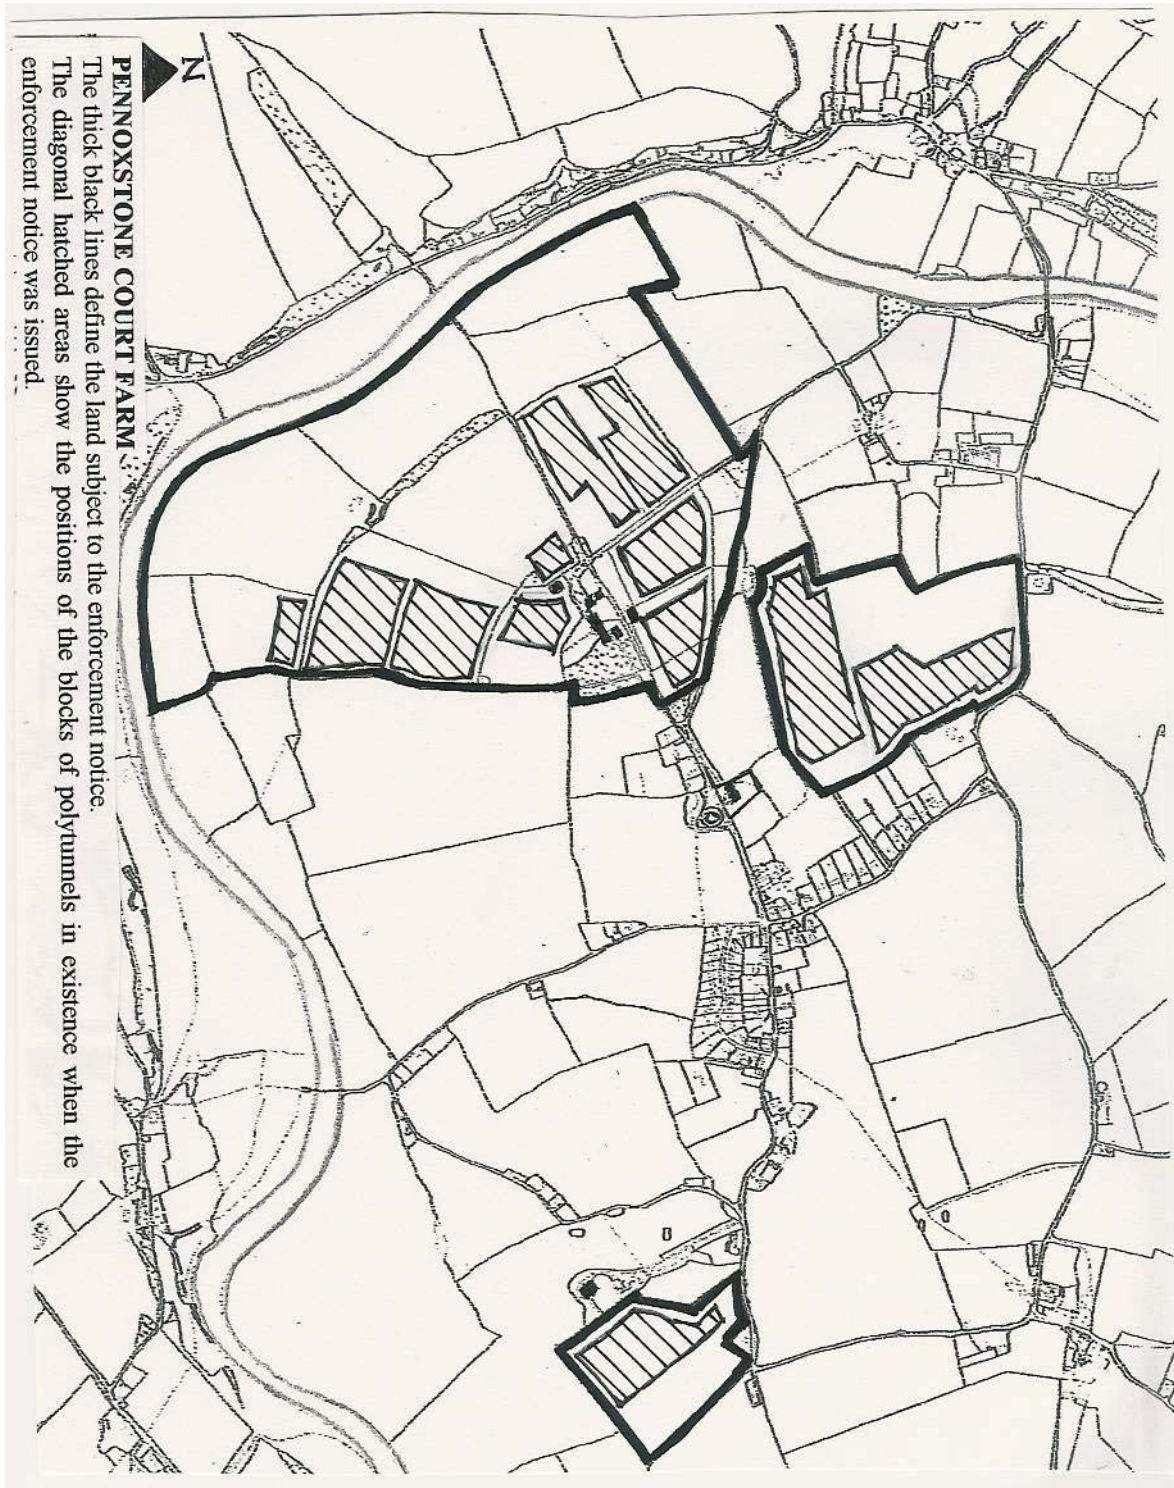 N
PENNOXSTONE COURT FARM
The thick black lines define the land subject to the enforcement notice.
The diagonal hatched areas show the positions of the blocks of polytunnels in existence when the
enforcement notice was issued.